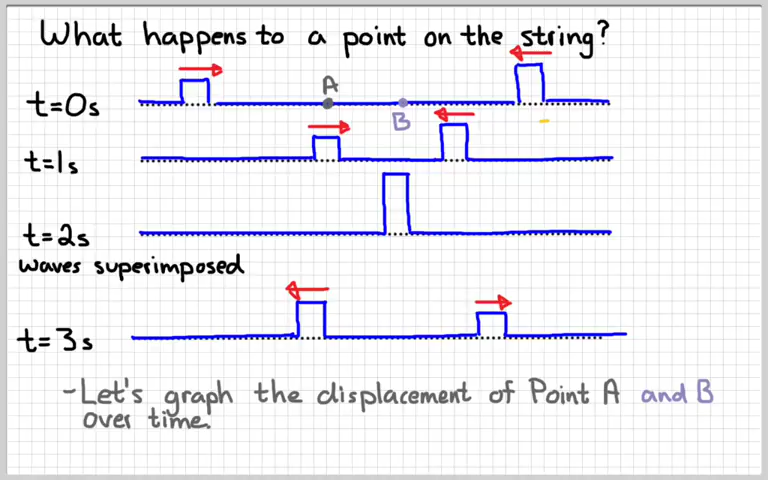 What happens to a point on the string?
A
t=0s
B
t=1s
t=2s
waves superimposed
t=3s
-Let's graph the displacement of Point A and B
over time.